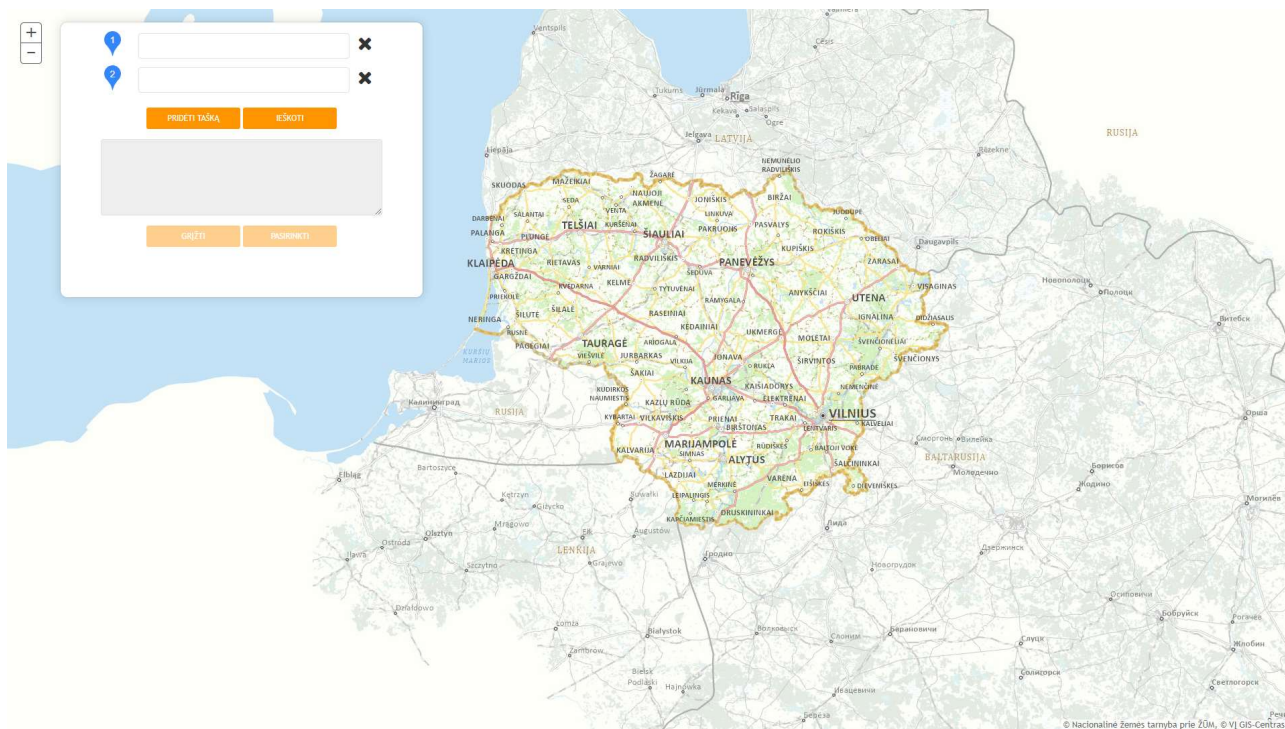 +
−
1
2
PRIDĖTI TAŠKĄ IEŠKOTI
GRĮŽTI PASIRINKTI
Ventspils
Cēsis
Tukums Jūrmala Rīga
Ķekava Salaspils
Ogre
Jelgava LATVIJA
RUSIJA
Liepāja
Rēzekne
NEMUNĖLIO
RADVILIŠKIS
ŽAGARĖ
SKUODAS MAŽEIKIAI
NAUJOJI
AKMENĖ
SEDA JONIŠKIS BIRŽAI
SALANTAI VENTA LINKUVA JUODUPĖ
DARBĖNAI
TELŠIAI KURŠĖNAI ŠIAULIAI PAKRUOJIS PASVALYS ROKIŠKIS
PALANGA PLUNGĖ
OBELIAI Daugavpils
KRETINGA KUPIŠKIS
KLAIPĖDA RIETAVAS VARNIAI RADVILIŠKIS PANEVĖŽYS ZARASAI
GARGŽDAI ŠEDUVA
KVĖDARNA KELMĖ TYTUVĖNAI ANYKŠČIAI VISAGINAS
PRIEKULĖ RAMYGALA UTENA
Новополоцк Полоцк
NERINGA ŠILUTĖ ŠILALĖ RASEINIAI IGNALINA DIDŽIASALIS Витебск
RUSNĖ KĖDAINIAI UKMERGĖ
PAGĖGIAI TAURAGĖ ARIOGALA MOLĖTAI ŠVENČIONĖLIAI
KURŠIŲ
MARIOS
VIEŠVILĖ JURBARKAS VILKIJA JONAVA ŠIRVINTOS ŠVENČIONYS
ŠAKIAI RUKLA PABRADĖ
KAUNAS KAIŠIADORYS NEMENČINĖ
KUDIRKOS
NAUMIESTIS
Калининград KAZLŲ RŪDA GARLIAVA ELEKTRĖNAI
RUSIJA KYBARTAI VILKAVIŠKIS PRIENAI TRAKAI VILNIUS Орша
BIRŠTONAS LENTVARIS KALVELIAI
MARIJAMPOLĖ RŪDIŠKĖS Сморгонь Вилейка
KALVARIJA SIMNAS ALYTUS BALTOJI VOKĖ BALTARUSIJA
Elbląg Bartoszyce ŠALČININKAI Молодечно Борисов
LAZDIJAI VARĖNA Жодино
MERKINĖ EIŠIŠKĖS DIEVENIŠKĖS
Kętrzyn Suwałki LEIPALINGIS Могилёв
Giżycko
KAPČIAMIESTIS DRUSKININKAI
Mrągowo Лида
Olsztyn Ełk Augustów
Ostróda
Iława LENKIJA Гродно Дзержинск
Szczytno Grajewo Новогрудок
Осиповичи
Działdowo Бобруйск
Łomża Рогачев
Białystok Волковыск Слоним Барановичи
Слуцк
Zambrów Жлобин
Bielsk
Podlaski Солигорск
Hajnówka Ивацевичи Светлогорск
Берёза
© Nacionalinė žemės tarnyba prie ŽŪM, © VĮ GIS-Centras